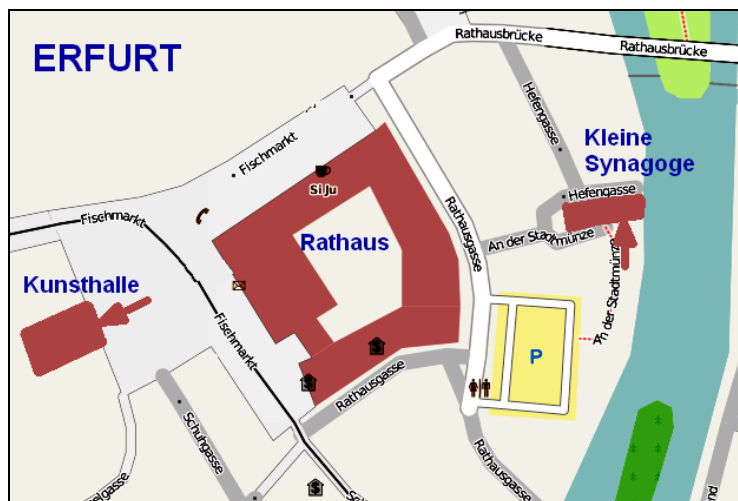 ERFURT
Rathausbrücke
Rathausbrücke
Hefengasse
Kleine
Synagoge
Fischmarkt
Si Ju
Hefengasse
Rathausgasse
Fischmarkt
An der Stadtmünze
Rathaus
Kunsthalle
An der Stadtmünze
Fischmarkt
P
Rathausgasse
Schuhgasse
Rathausgasse